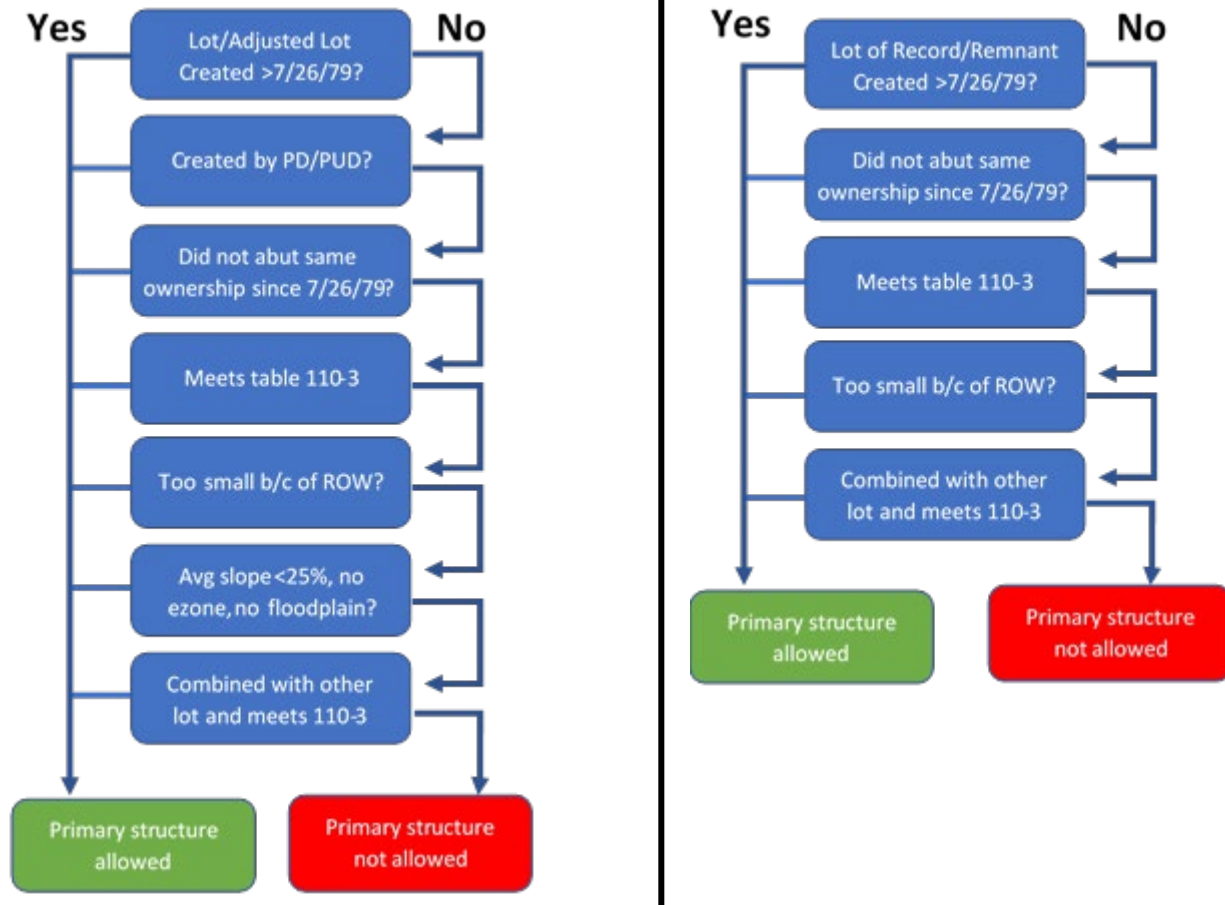 Yes
No
Lot/Adjusted Lot
Created >7/26/79?
Created by PD/PUD?
Did not abut same
ownership since 7/26/79?
Meets table 110-3
Too small b/c of ROW?
Avg slope <25%, no
ezone, no floodplain?
Combined with other
lot and meets 110-3
Primary structure
allowed
Primary structure
not allowed
Yes
No
Lot of Record/Remnant
Created >7/26/79?
Did not abut same
ownership since 7/26/79?
Meets table 110-3
Too small b/c of ROW?
Combined with other
lot and meets 110-3
Primary structure
allowed
Primary structure
not allowed